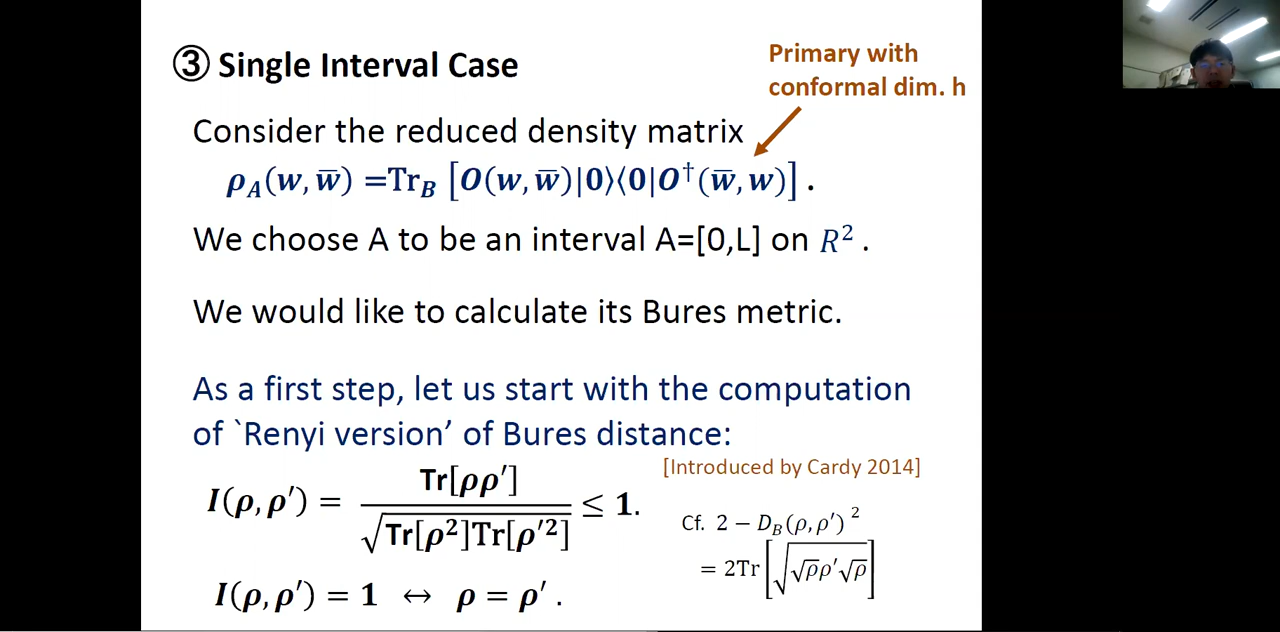 ③ Single Interval Case
Primary with
conformal dim. h
Consider the reduced density matrix
ρ_A(w, w̄) =Tr_B [O(w, w̄)|0⟩⟨0|O†(w̄, w)] .
We choose A to be an interval A=[0,L] on R² .
We would like to calculate its Bures metric.
As a first step, let us start with the computation
of `Renyi version’ of Bures distance:
[Introduced by Cardy 2014]
I(ρ, ρ′) = Tr[ρρ′] / √(Tr[ρ²]Tr[ρ′²]) ≤ 1.
Cf. 2 − D_B(ρ, ρ′)²
= 2Tr[√(√ρρ′√ρ)]
I(ρ, ρ′) = 1 ↔ ρ = ρ′ .